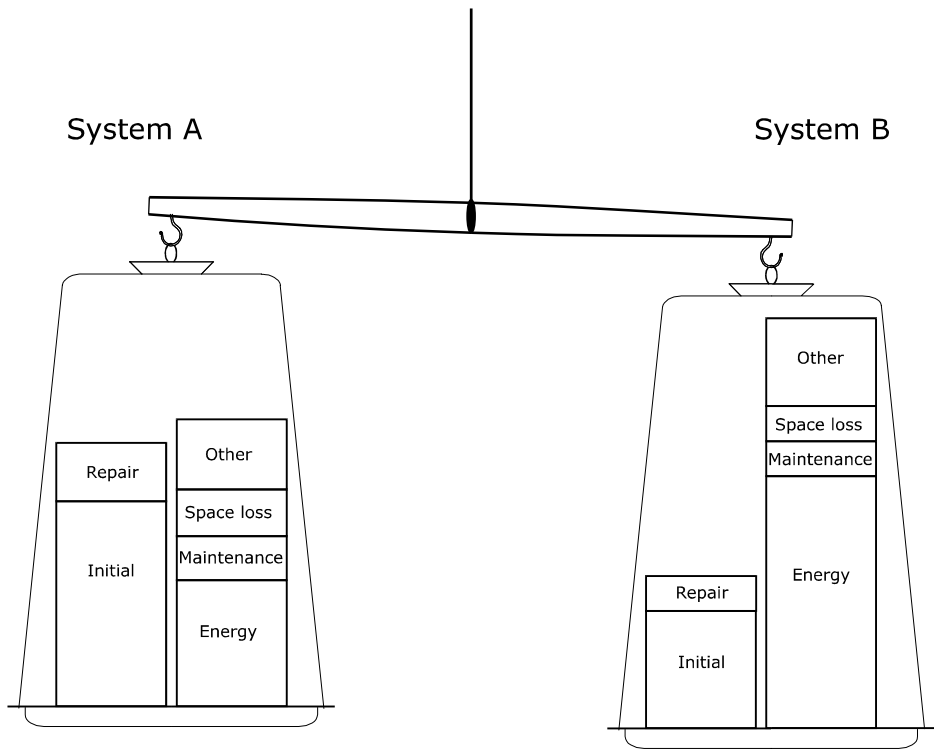 System A
System B
Repair
Initial
Other
Space loss
Maintenance
Energy
Repair
Initial
Other
Space loss
Maintenance
Energy